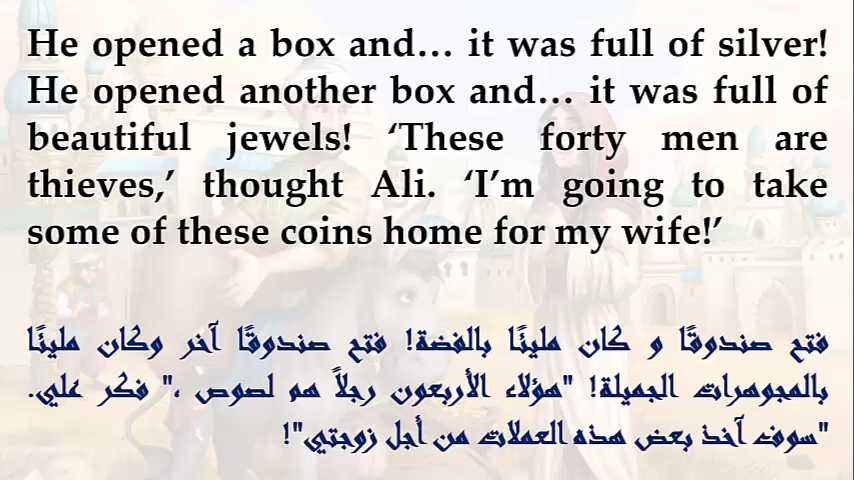 He opened a box and… it was full of silver!
He opened another box and… it was full of
beautiful jewels! ‘These forty men are
thieves,’ thought Ali. ‘I’m going to take
some of these coins home for my wife!’
فتح صندوقًا و كان مليئًا بالفضة! فتح صندوقًا آخر وكان مليئًا
بالمجوهرات الجميلة! "هؤلاء الأربعون رجلاً هم لصوص ،" فكر علي.
"سوف آخذ بعض هذه العملات من أجل زوجتي"!